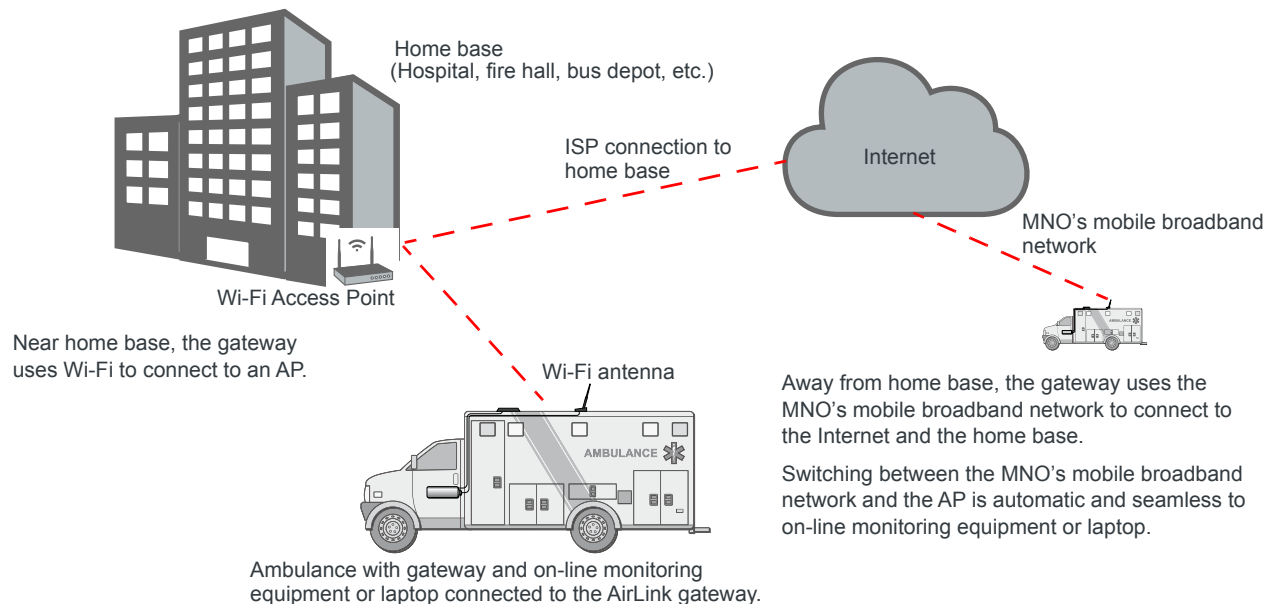 Home base
(Hospital, fire hall, bus depot, etc.)
ISP connection to
home base
Internet
MNO's mobile broadband
network
Wi-Fi Access Point
Near home base, the gateway
uses Wi-Fi to connect to an AP.
Wi-Fi antenna
AMBULANCE
AMBULANCE
Away from home base, the gateway uses the
MNO's mobile broadband network to connect to
the Internet and the home base.
Switching between the MNO's mobile broadband
network and the AP is automatic and seamless to
on-line monitoring equipment or laptop.
Ambulance with gateway and on-line monitoring
equipment or laptop connected to the AirLink gateway.